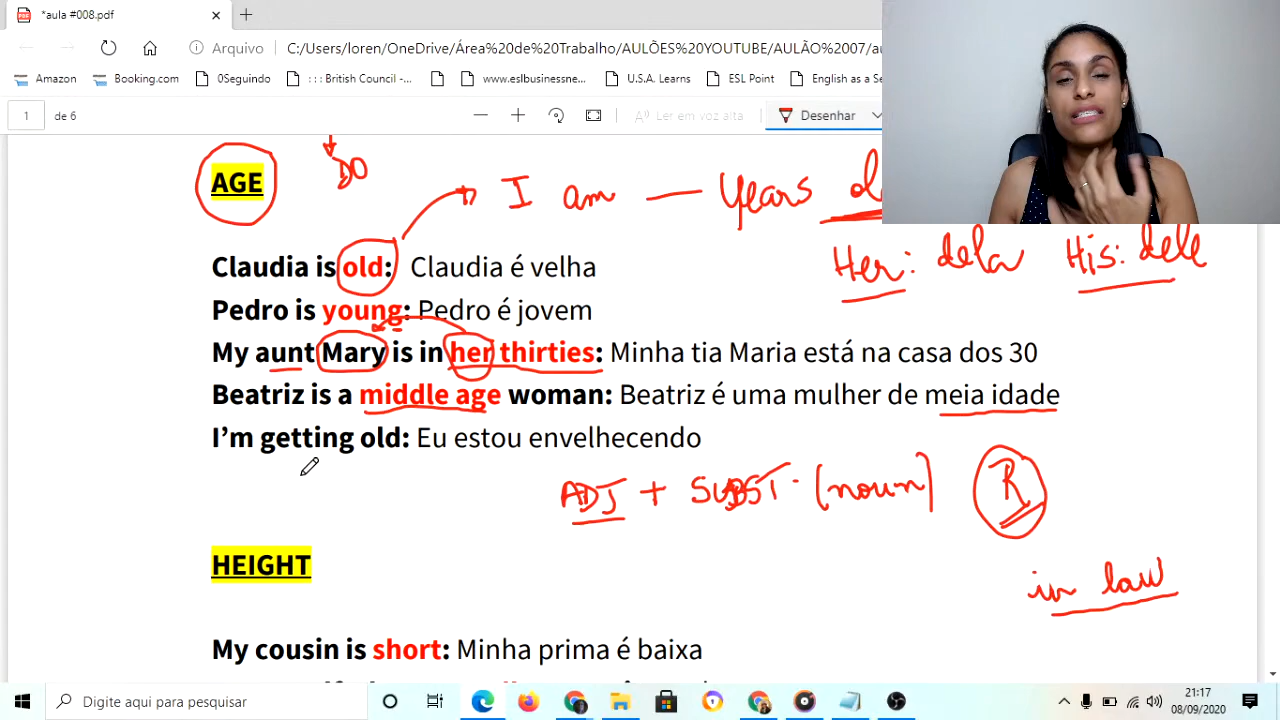 *aula #008.pdf
Arquivo C:/Users/loren/OneDrive/Área%20de%20Trabalho/AULÕES%20YOUTUBE/AULÃO%2007/au
Amazon Booking.com 0Seguindo : : : British Council -... www.eslbusinessne... U.S.A. Learns ESL Point English as a Se
1 de 6 Ler em voz alta Desenhar
DO
AGE I am — Years
Her: dela His: dele
Claudia is old: Claudia é velha
Pedro is young: Pedro é jovem
My aunt Mary is in her thirties: Minha tia Maria está na casa dos 30
Beatriz is a middle age woman: Beatriz é uma mulher de meia idade
I'm getting old: Eu estou envelhecendo
ADJ + SUBST. (noun) R
HEIGHT
in law
My cousin is short: Minha prima é baixa
Digite aqui para pesquisar
21:17
08/09/2020